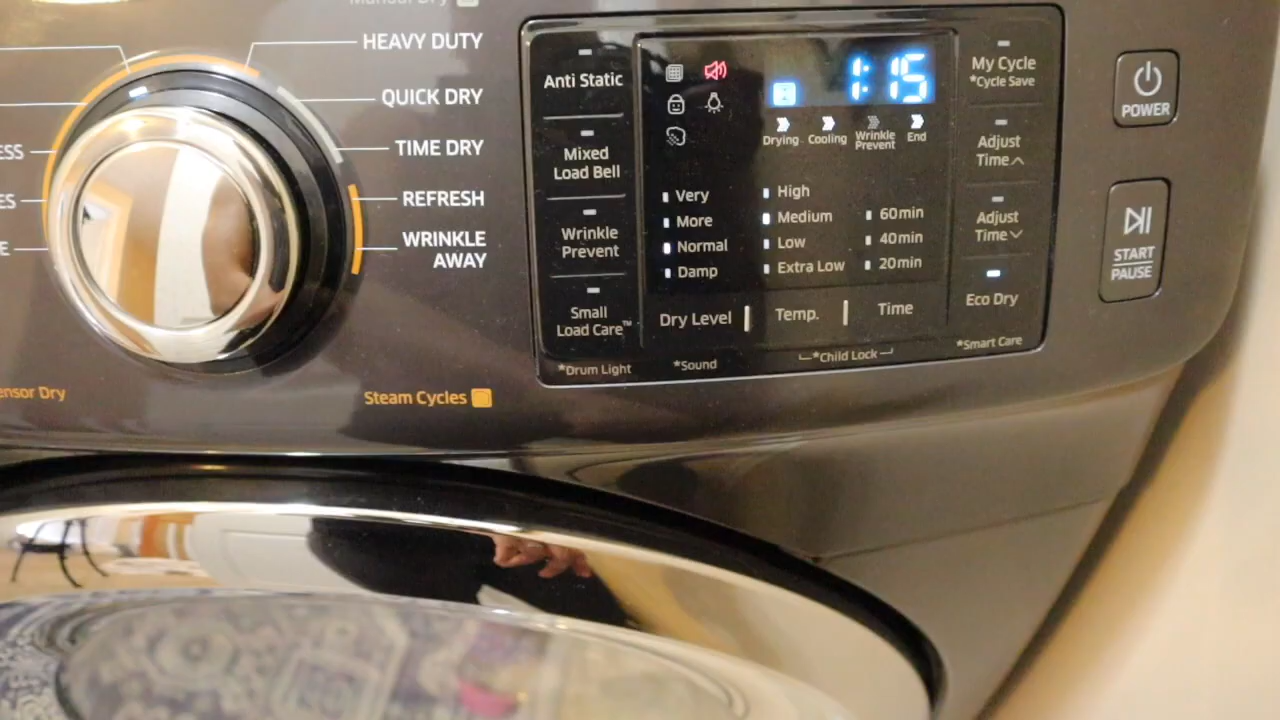 Manual Dry
HEAVY DUTY
QUICK DRY
TIME DRY
REFRESH
WRINKLE
AWAY
Steam Cycles
Anti Static
Mixed
Load Bell
Wrinkle
Prevent
Small
Load Care™
*Drum Light
1:15
Drying
Cooling
Wrinkle
Prevent
End
Very
More
Normal
Damp
High
Medium
Low
Extra Low
60min
40min
20min
Dry Level
Temp.
Time
*Sound
*Child Lock
My Cycle
*Cycle Save
Adjust
Time
Adjust
Time
Eco Dry
*Smart Care
POWER
START
PAUSE